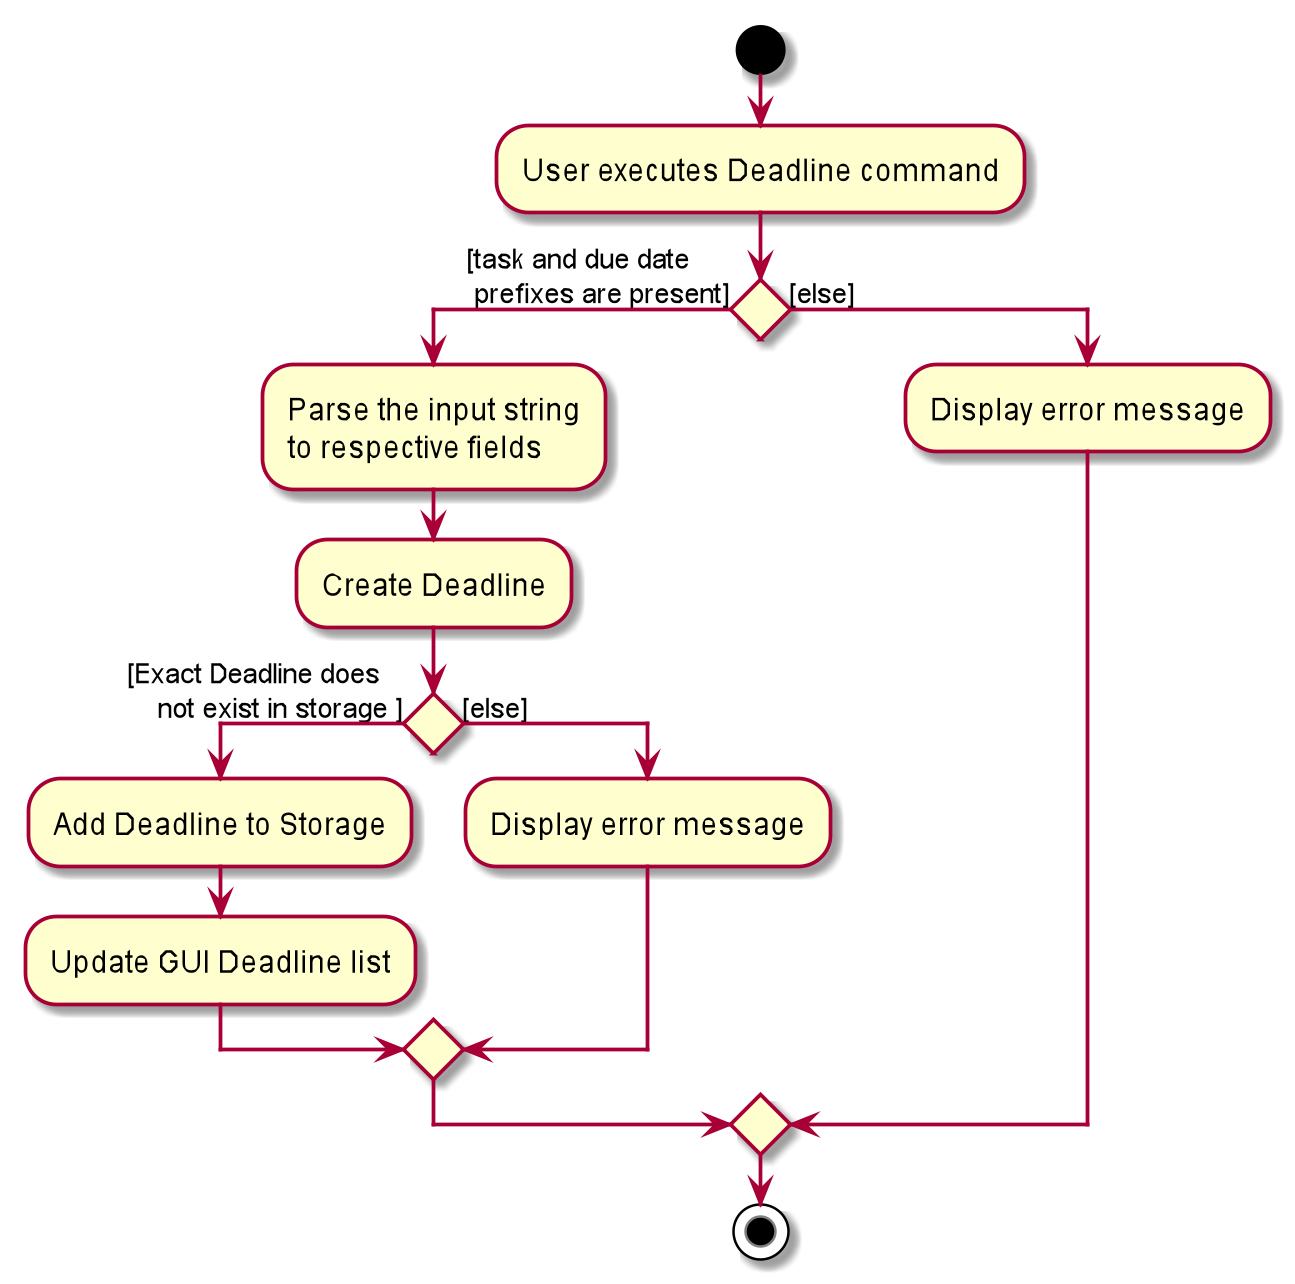 User executes Deadline command
[task and due date
prefixes are present]
[else]
Parse the input string
to respective fields
Display error message
Create Deadline
[Exact Deadline does
not exist in storage ]
[else]
Add Deadline to Storage
Display error message
Update GUI Deadline list